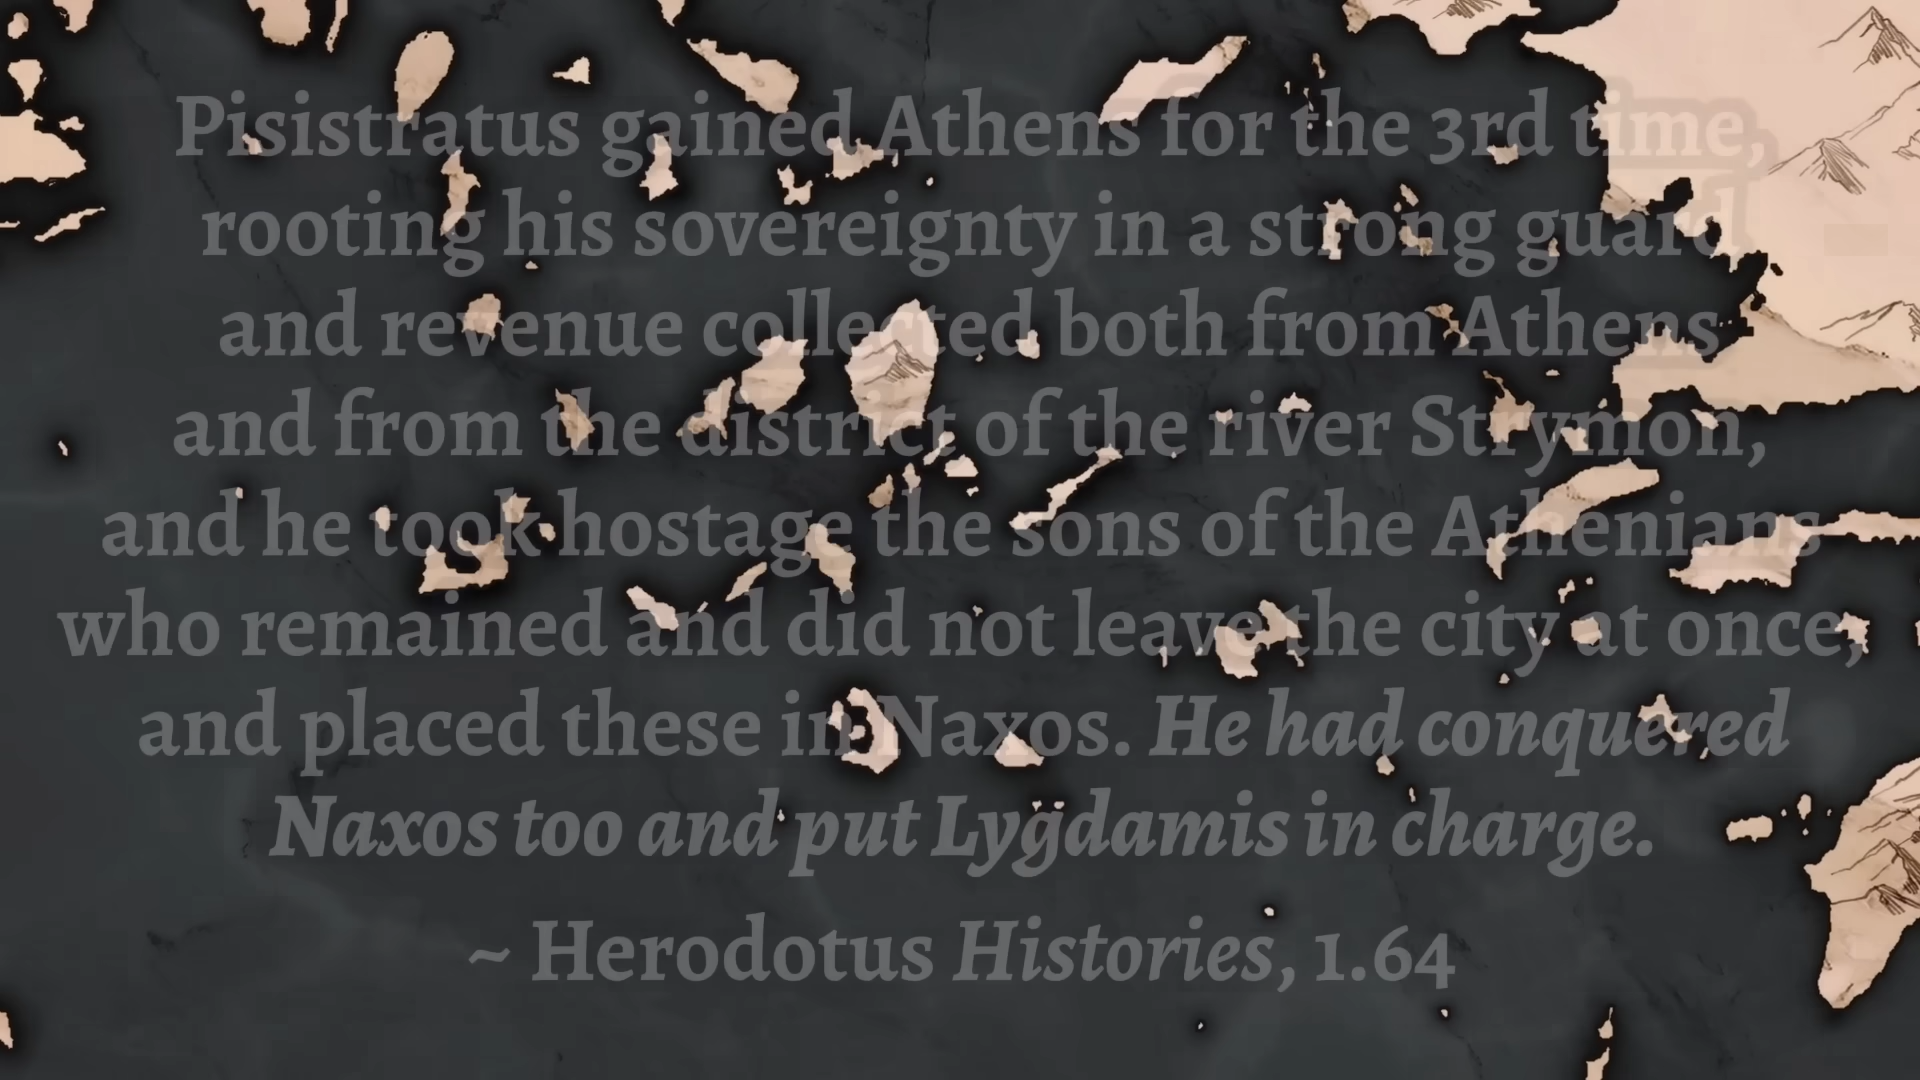 Pisistratus gained Athens for the 3rd time,
rooting his sovereignty in a strong guard
and revenue collected both from Athens
and from the district of the river Strymon,
and he took hostage the sons of the Athenians
who remained and did not leave the city at once,
and placed these in Naxos. He had conquered
Naxos too and put Lygdamis in charge.
~ Herodotus Histories, 1.64